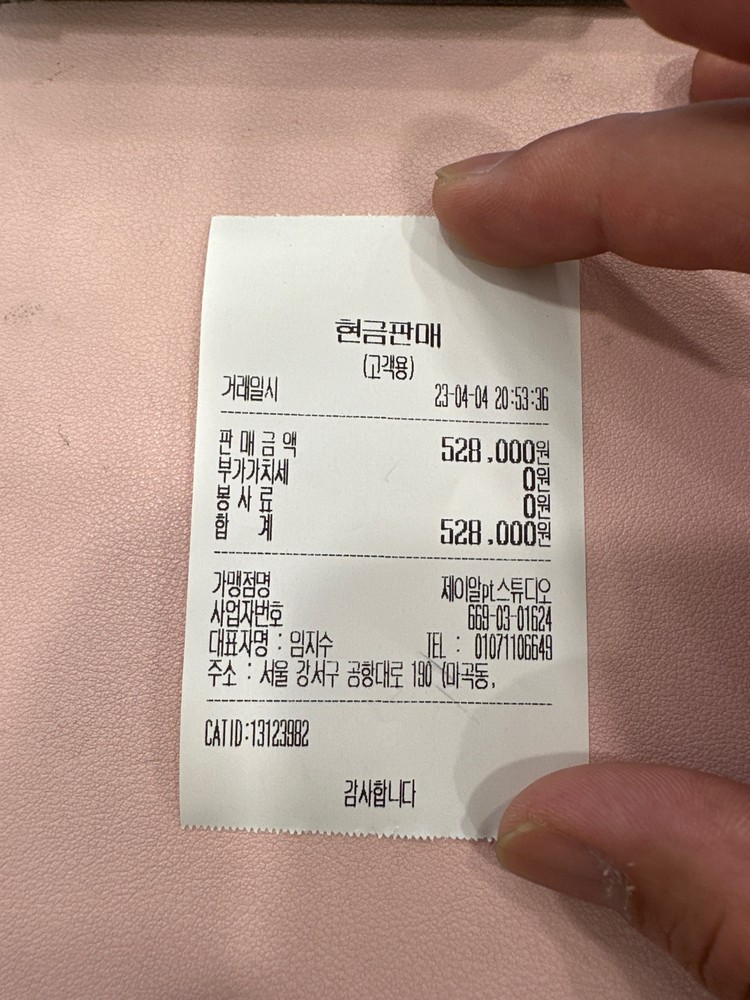 현금판매
(고객용)
거래일시 23-04-04 20:53:36
판 매 금 액 528,000원
부가가치세 0원
봉 사 료 0원
합 계 528,000원
가맹점명 제이알pt스튜디오
사업자번호 669-03-01624
대표자명 : 임지수 TEL : 01071106649
주소 : 서울 강서구 공항대로 190 (마곡동,
CATID:13123982
감사합니다